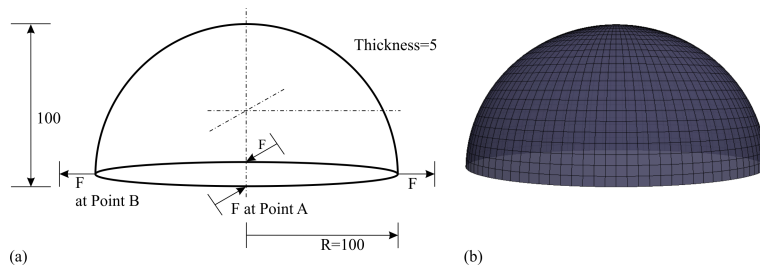 Thickness=5
100
F
F
at Point B
F
F at Point A
R=100
(a)
(b)